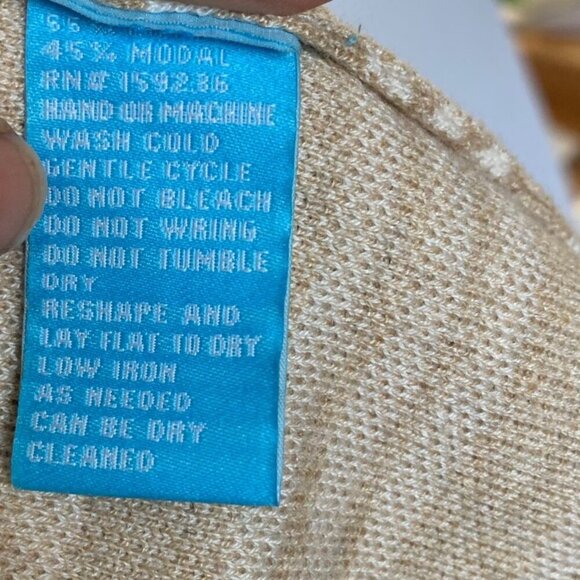 55%
45% MODAL
RN# 159236
HAND OR MACHINE
WASH COLD
GENTLE CYCLE
DO NOT BLEACH
DO NOT WRING
DO NOT TUMBLE
DRY
RESHAPE AND
LAY FLAT TO DRY
LOW IRON
AS NEEDED
CAN BE DRY
CLEANED